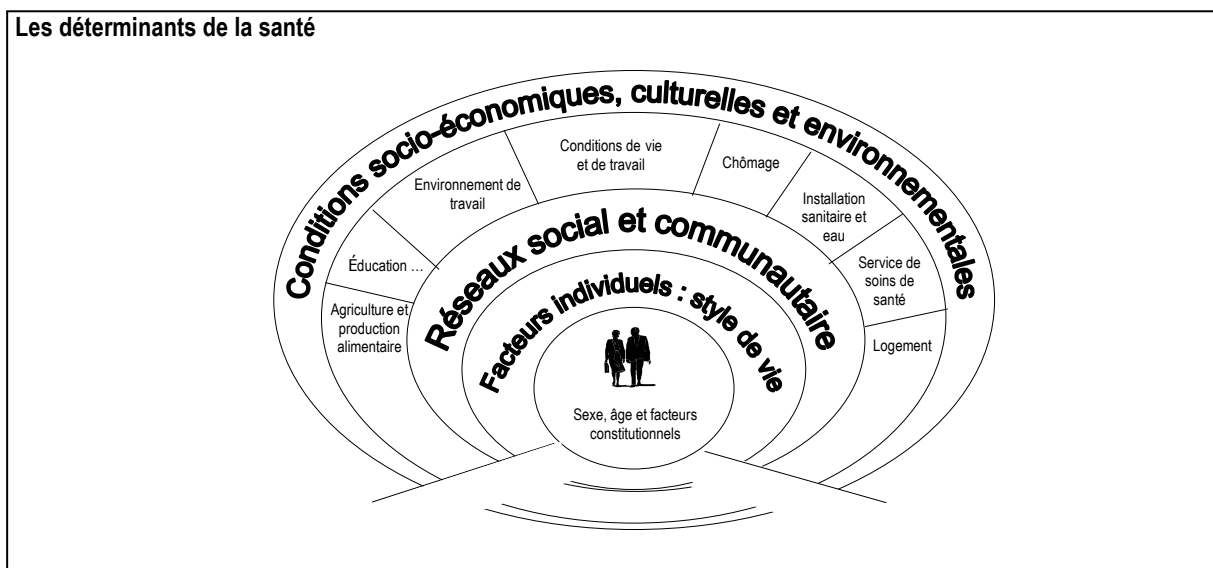 Les déterminants de la santé
Conditions socio-économiques, culturelles et environnementales
Conditions de vie
et de travail
Chômage
Environnement de
travail
Installation
sanitaire et
eau
Éducation ...
Service de
soins de
santé
Agriculture et
production
alimentaire
Logement
Réseaux social et communautaire
Facteurs individuels : style de vie
Sexe, âge et facteurs
constitutionnels